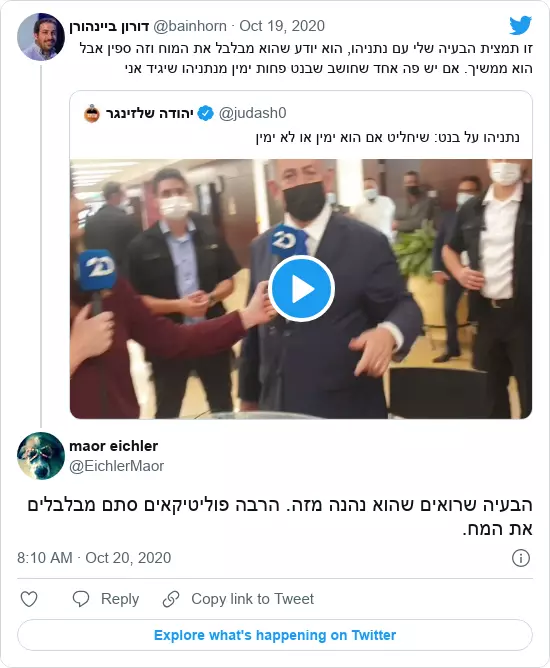 דורון ביינהורן @bainhorn · Oct 19, 2020
זו תמצית הבעיה שלי עם נתניהו, הוא יודע שהוא מבלבל את המוח וזה ספין אבל
הוא ממשיך. אם יש פה אחד שחושב שבנט פחות ימין מנתניהו שיגיד אני
יהודה שלזינגר @judash0
נתניהו על בנט: שיחליט אם הוא ימין או לא ימין
20
20
maor eichler
@EichlerMaor
הבעיה שרואים שהוא נהנה מזה. הרבה פוליטיקאים סתם מבלבלים
את המח.
8:10 AM · Oct 20, 2020
Reply
Copy link to Tweet
Explore what's happening on Twitter